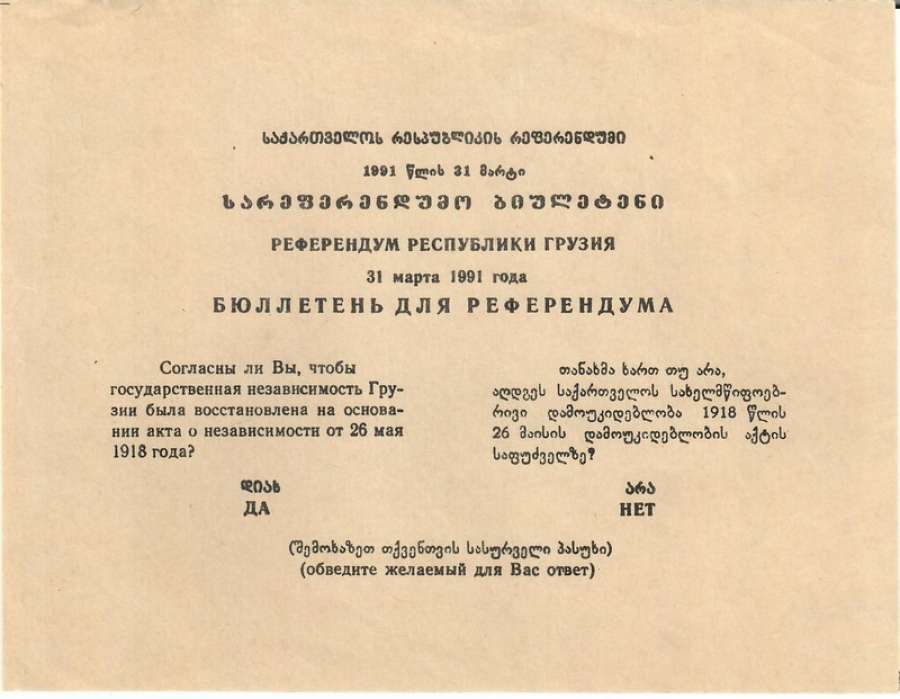 საქართველოს რესპუბლიკის რეფერენდუმი
1991 წლის 31 მარტი
სარეფერენდუმო ბიულეტენი
РЕФЕРЕНДУМ РЕСПУБЛИКИ ГРУЗИЯ
31 марта 1991 года
БЮЛЛЕТЕНЬ ДЛЯ РЕФЕРЕНДУМА
Согласны ли Вы, чтобы
государственная независимость Гру-
зии была восстановлена на основа-
нии акта о независимости от 26 мая
1918 года?
თანახმა ხართ თუ არა,
აღდგეს საქართველოს სახელმწიფოებ-
რივი დამოუკიდებლობა 1918 წლის
26 მაისის დამოუკიდებლობის აქტის
საფუძველზე?
დიახ
ДА
არა
НЕТ
(შემოხაზეთ თქვენთვის სასურველი პასუხი)
(обведите желаемый для Вас ответ)